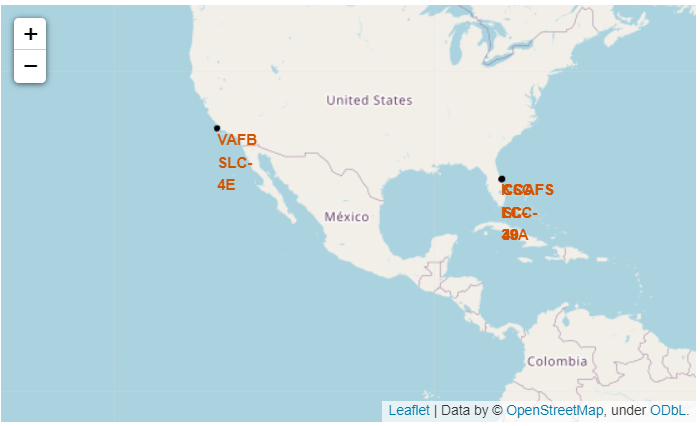 +
−
United States
VAFB
SLC-
4E
México
Colombia
Leaflet | Data by © OpenStreetMap, under ODbL.